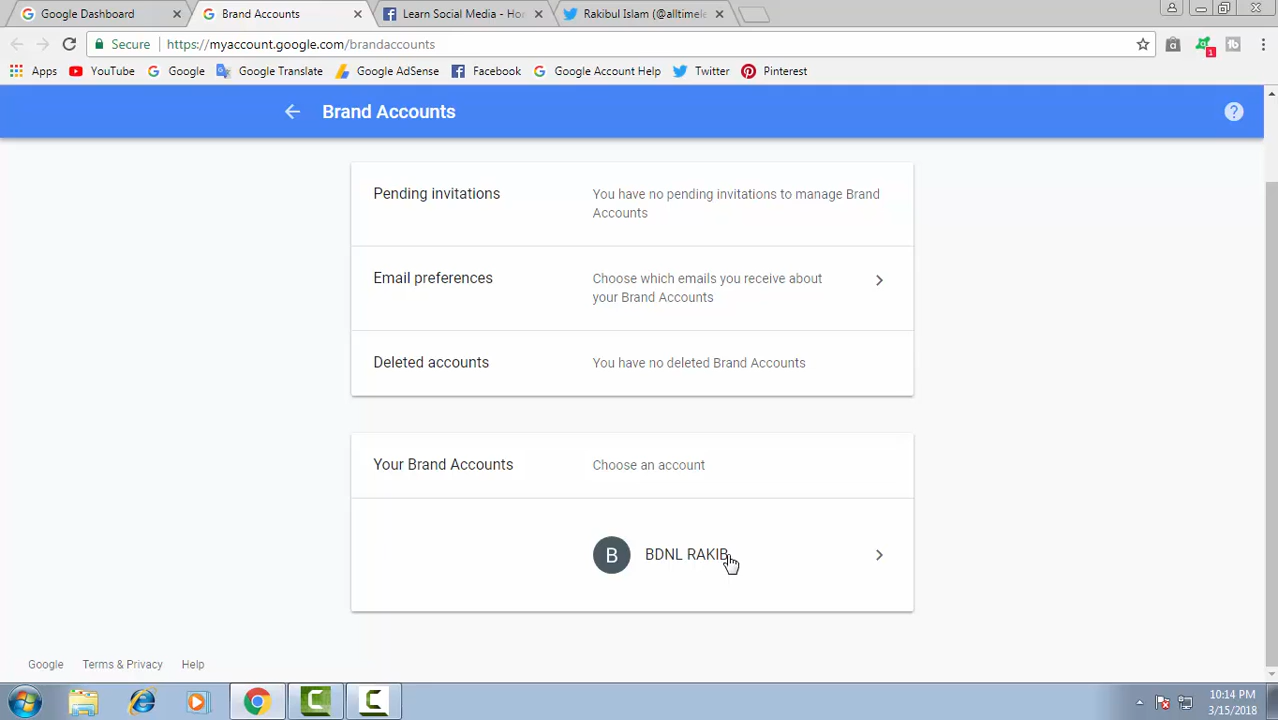 Google Dashboard
Brand Accounts
Learn Social Media - Ho
Rakibul Islam (@alltimel
Secure
https://myaccount.google.com/brandaccounts
1
Apps
YouTube
Google
Google Translate
Google AdSense
Facebook
Google Account Help
Twitter
Pinterest
Brand Accounts
Pending invitations
You have no pending invitations to manage Brand
Accounts
Email preferences
Choose which emails you receive about
your Brand Accounts
Deleted accounts
You have no deleted Brand Accounts
Your Brand Accounts
Choose an account
B
BDNL RAKIB
Google
Terms & Privacy
Help
10:14 PM
3/15/2018